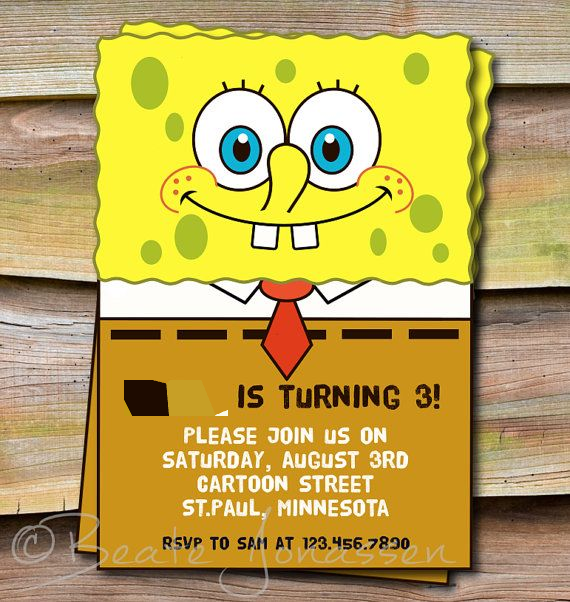 IS TURNING 3!
PLEASE JOIN US ON
SATURDAY, AUGUST 3RD
CARTOON STREET
ST.PAUL, MINNESOTA
RSVP TO SAM AT 123.456.7890
©Beate Jonassen